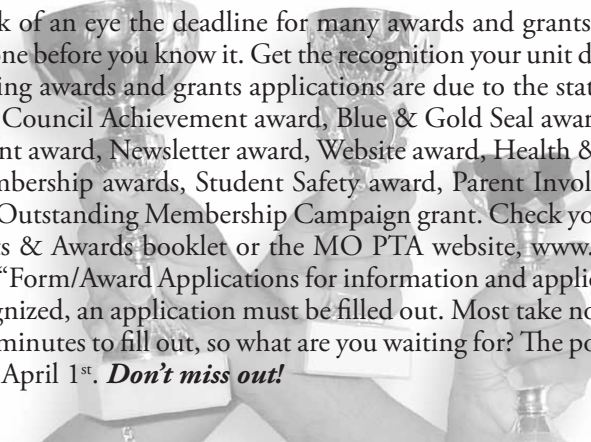 k of an eye the deadline for many awards and grants
one before you know it. Get the recognition your unit d
ing awards and grants applications are due to the stat
Council Achievement award, Blue & Gold Seal awar
nt award, Newsletter award, Website award, Health &
mbership awards, Student Safety award, Parent Invol
Outstanding Membership Campaign grant. Check yo
ts & Awards booklet or the MO PTA website, www.
"Form/Award Applications for information and applic
gnized, an application must be filled out. Most take no
minutes to fill out, so what are you waiting for? The po
April 1st. Don't miss out!